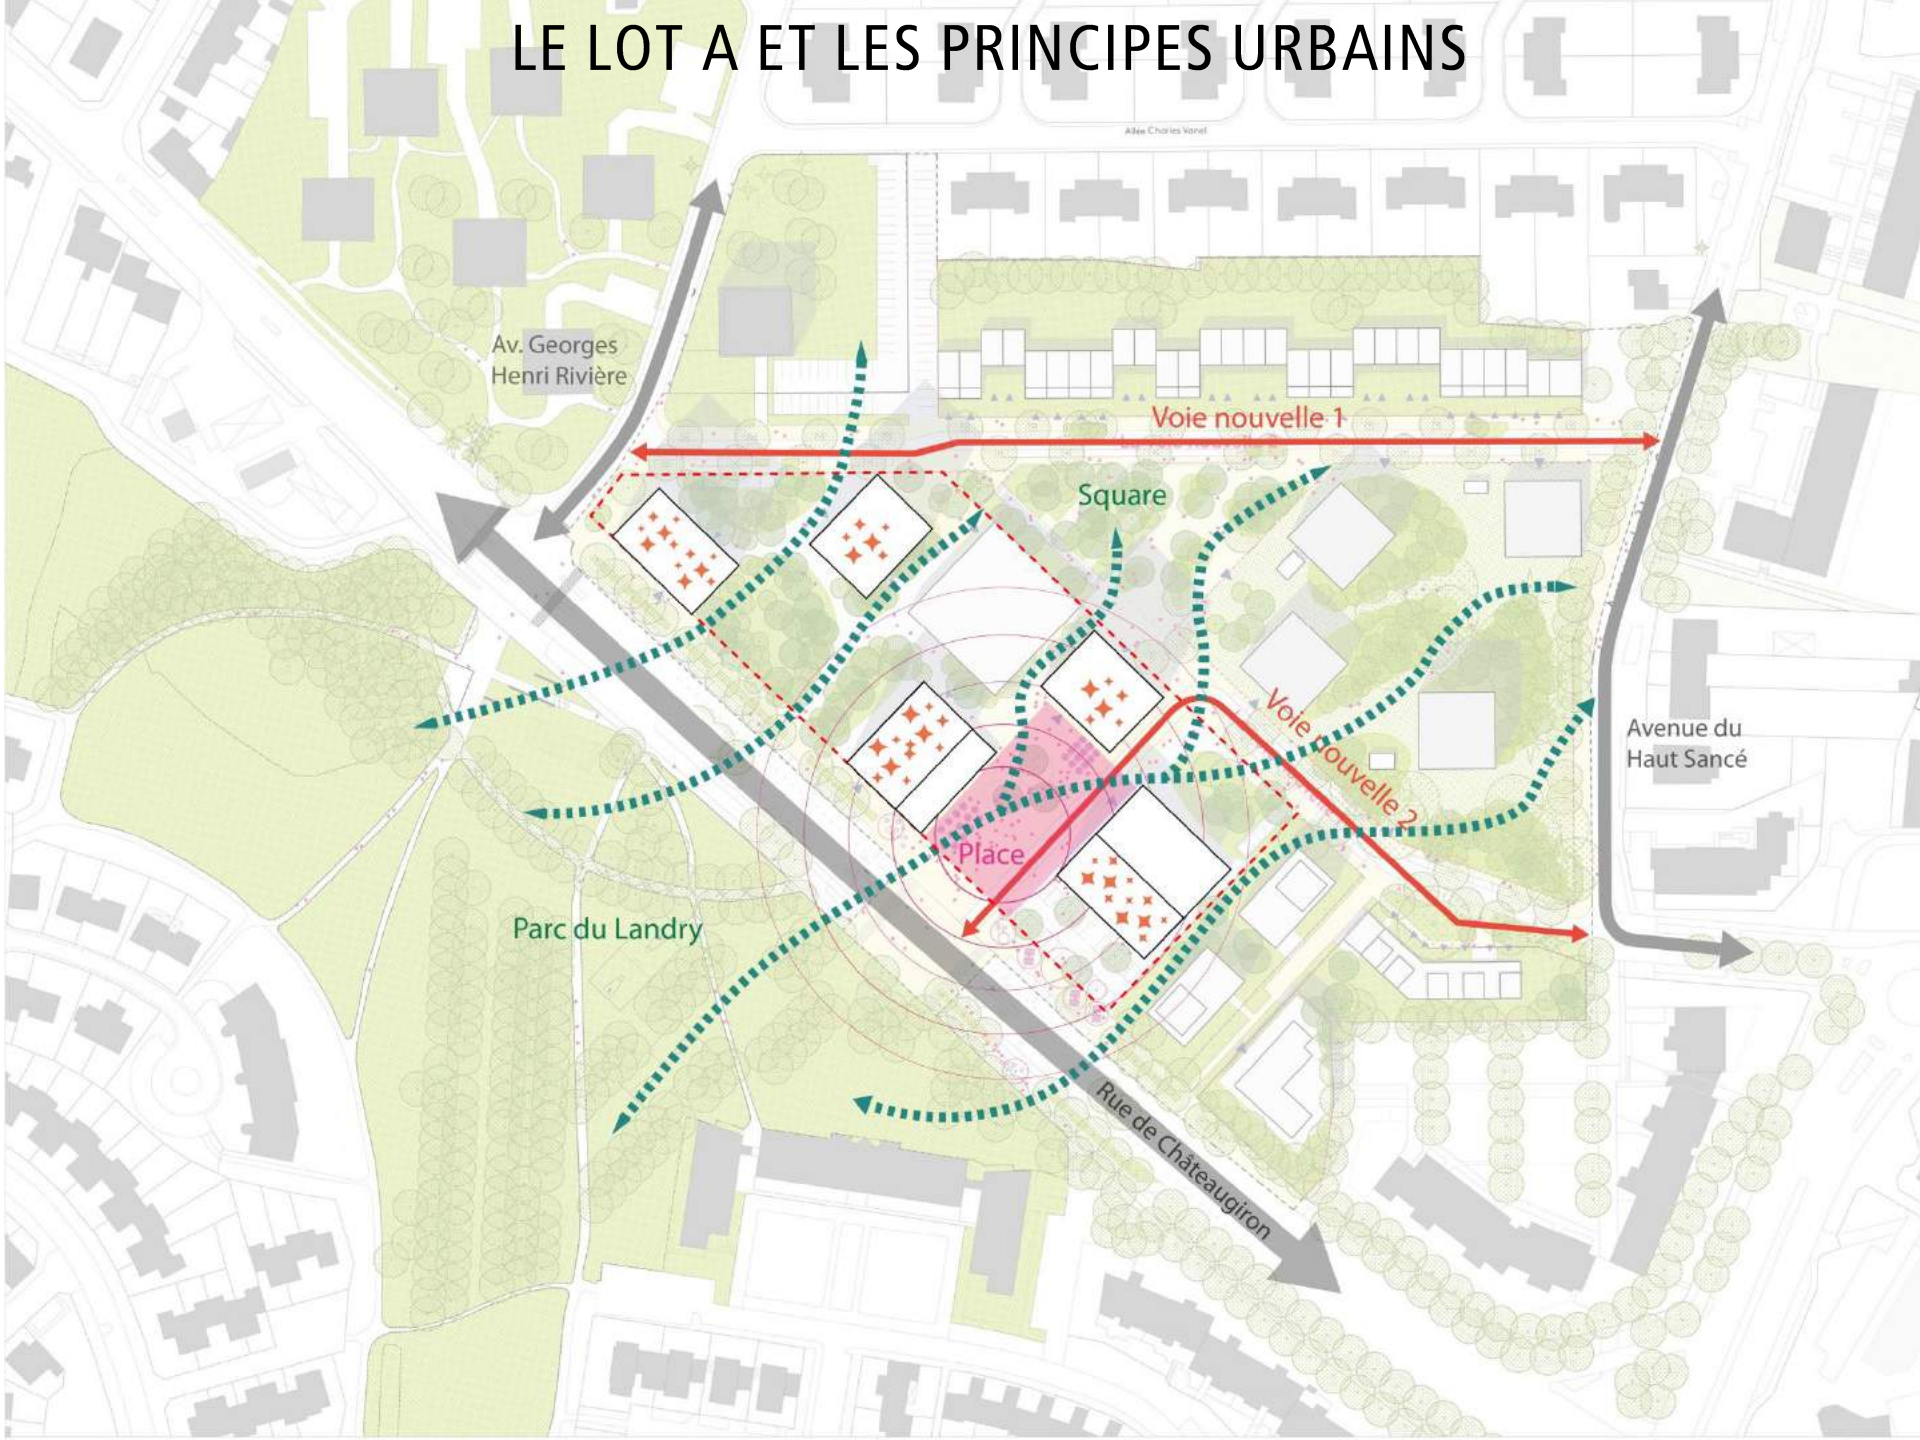 LE LOT A ET LES PRINCIPES URBAINS
Allée Charles Vanel
Av. Georges
Henri Rivière
Voie nouvelle 1
Square
Voie nouvelle 2
Avenue du
Haut Sancé
Place
Parc du Landry
Rue de Châteaugiron